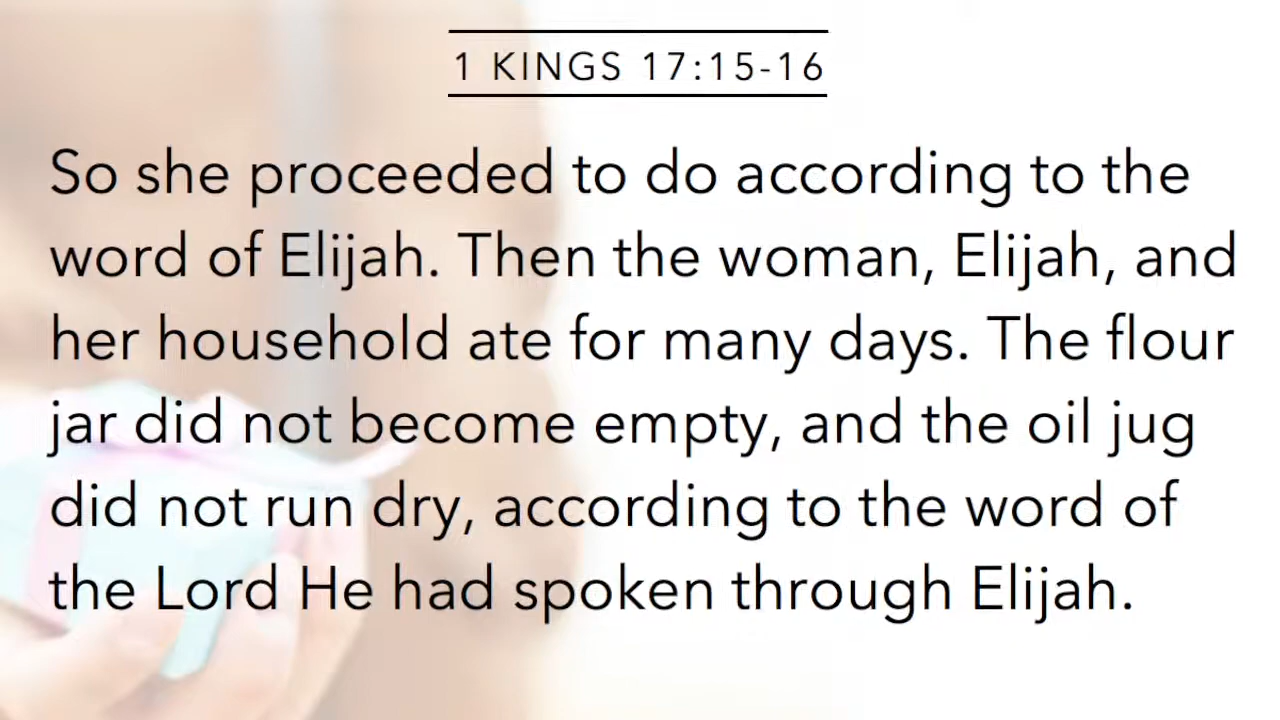 1 KINGS 17:15-16
So she proceeded to do according to the
word of Elijah. Then the woman, Elijah, and
her household ate for many days. The flour
jar did not become empty, and the oil jug
did not run dry, according to the word of
the Lord He had spoken through Elijah.